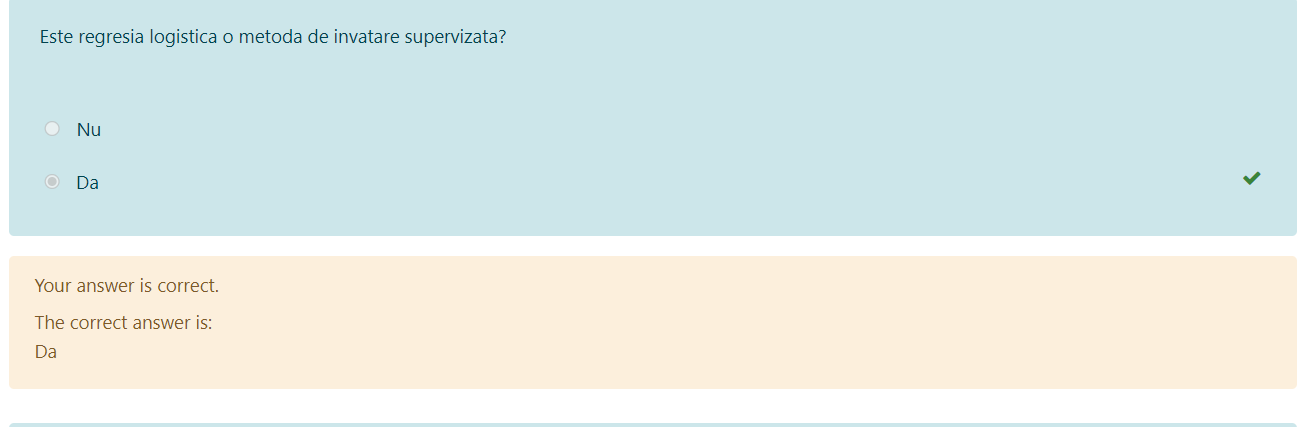 Este regresia logistica o metoda de invatare supervizata?
Nu
Da
Your answer is correct.
The correct answer is:
Da